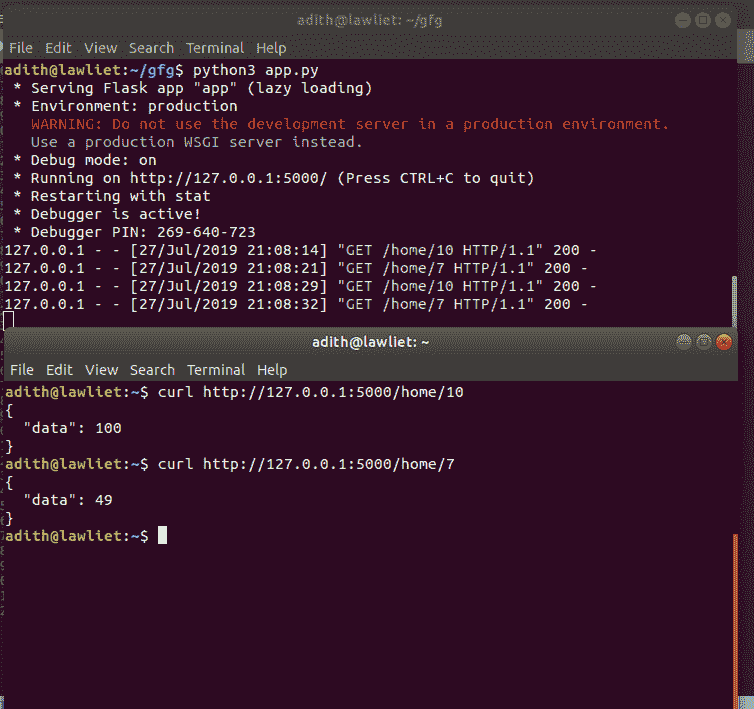 adith@lawliet: ~/gfg
File Edit View Search Terminal Help
adith@lawliet:~/gfg$ python3 app.py
 * Serving Flask app "app" (lazy loading)
 * Environment: production
   WARNING: Do not use the development server in a production environment.
   Use a production WSGI server instead.
 * Debug mode: on
 * Running on http://127.0.0.1:5000/ (Press CTRL+C to quit)
 * Restarting with stat
 * Debugger is active!
 * Debugger PIN: 269-640-723
127.0.0.1 - - [27/Jul/2019 21:08:14] "GET /home/10 HTTP/1.1" 200 -
127.0.0.1 - - [27/Jul/2019 21:08:21] "GET /home/7 HTTP/1.1" 200 -
127.0.0.1 - - [27/Jul/2019 21:08:29] "GET /home/10 HTTP/1.1" 200 -
127.0.0.1 - - [27/Jul/2019 21:08:32] "GET /home/7 HTTP/1.1" 200 -
adith@lawliet: ~
File Edit View Search Terminal Help
adith@lawliet:~$ curl http://127.0.0.1:5000/home/10
{
  "data": 100
}
adith@lawliet:~$ curl http://127.0.0.1:5000/home/7
{
  "data": 49
}
adith@lawliet:~$